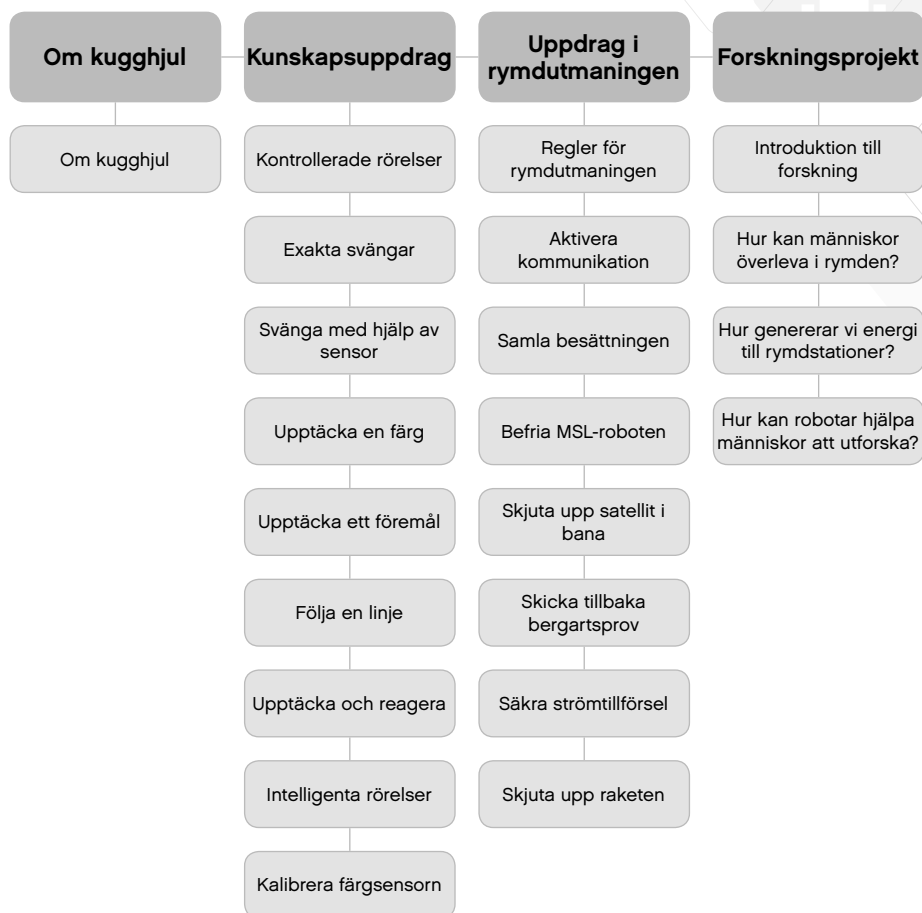 Om kugghjul
Om kugghjul
Kunskapsuppdrag
Kontrollerade rörelser
Exakta svängar
Svänga med hjälp av
sensor
Upptäcka en färg
Upptäcka ett föremål
Följa en linje
Upptäcka och reagera
Intelligenta rörelser
Kalibrera färgsensorn
Uppdrag i
rymdutmaningen
Regler för
rymdutmaningen
Aktivera
kommunikation
Samla besättningen
Befria MSL-roboten
Skjuta upp satellit i
bana
Skicka tillbaka
bergartsprov
Säkra strömtillförsel
Skjuta upp raketen
Forskningsprojekt
Introduktion till
forskning
Hur kan människor
överleva i rymden?
Hur genererar vi energi
till rymdstationer?
Hur kan robotar hjälpa
människor att utforska?